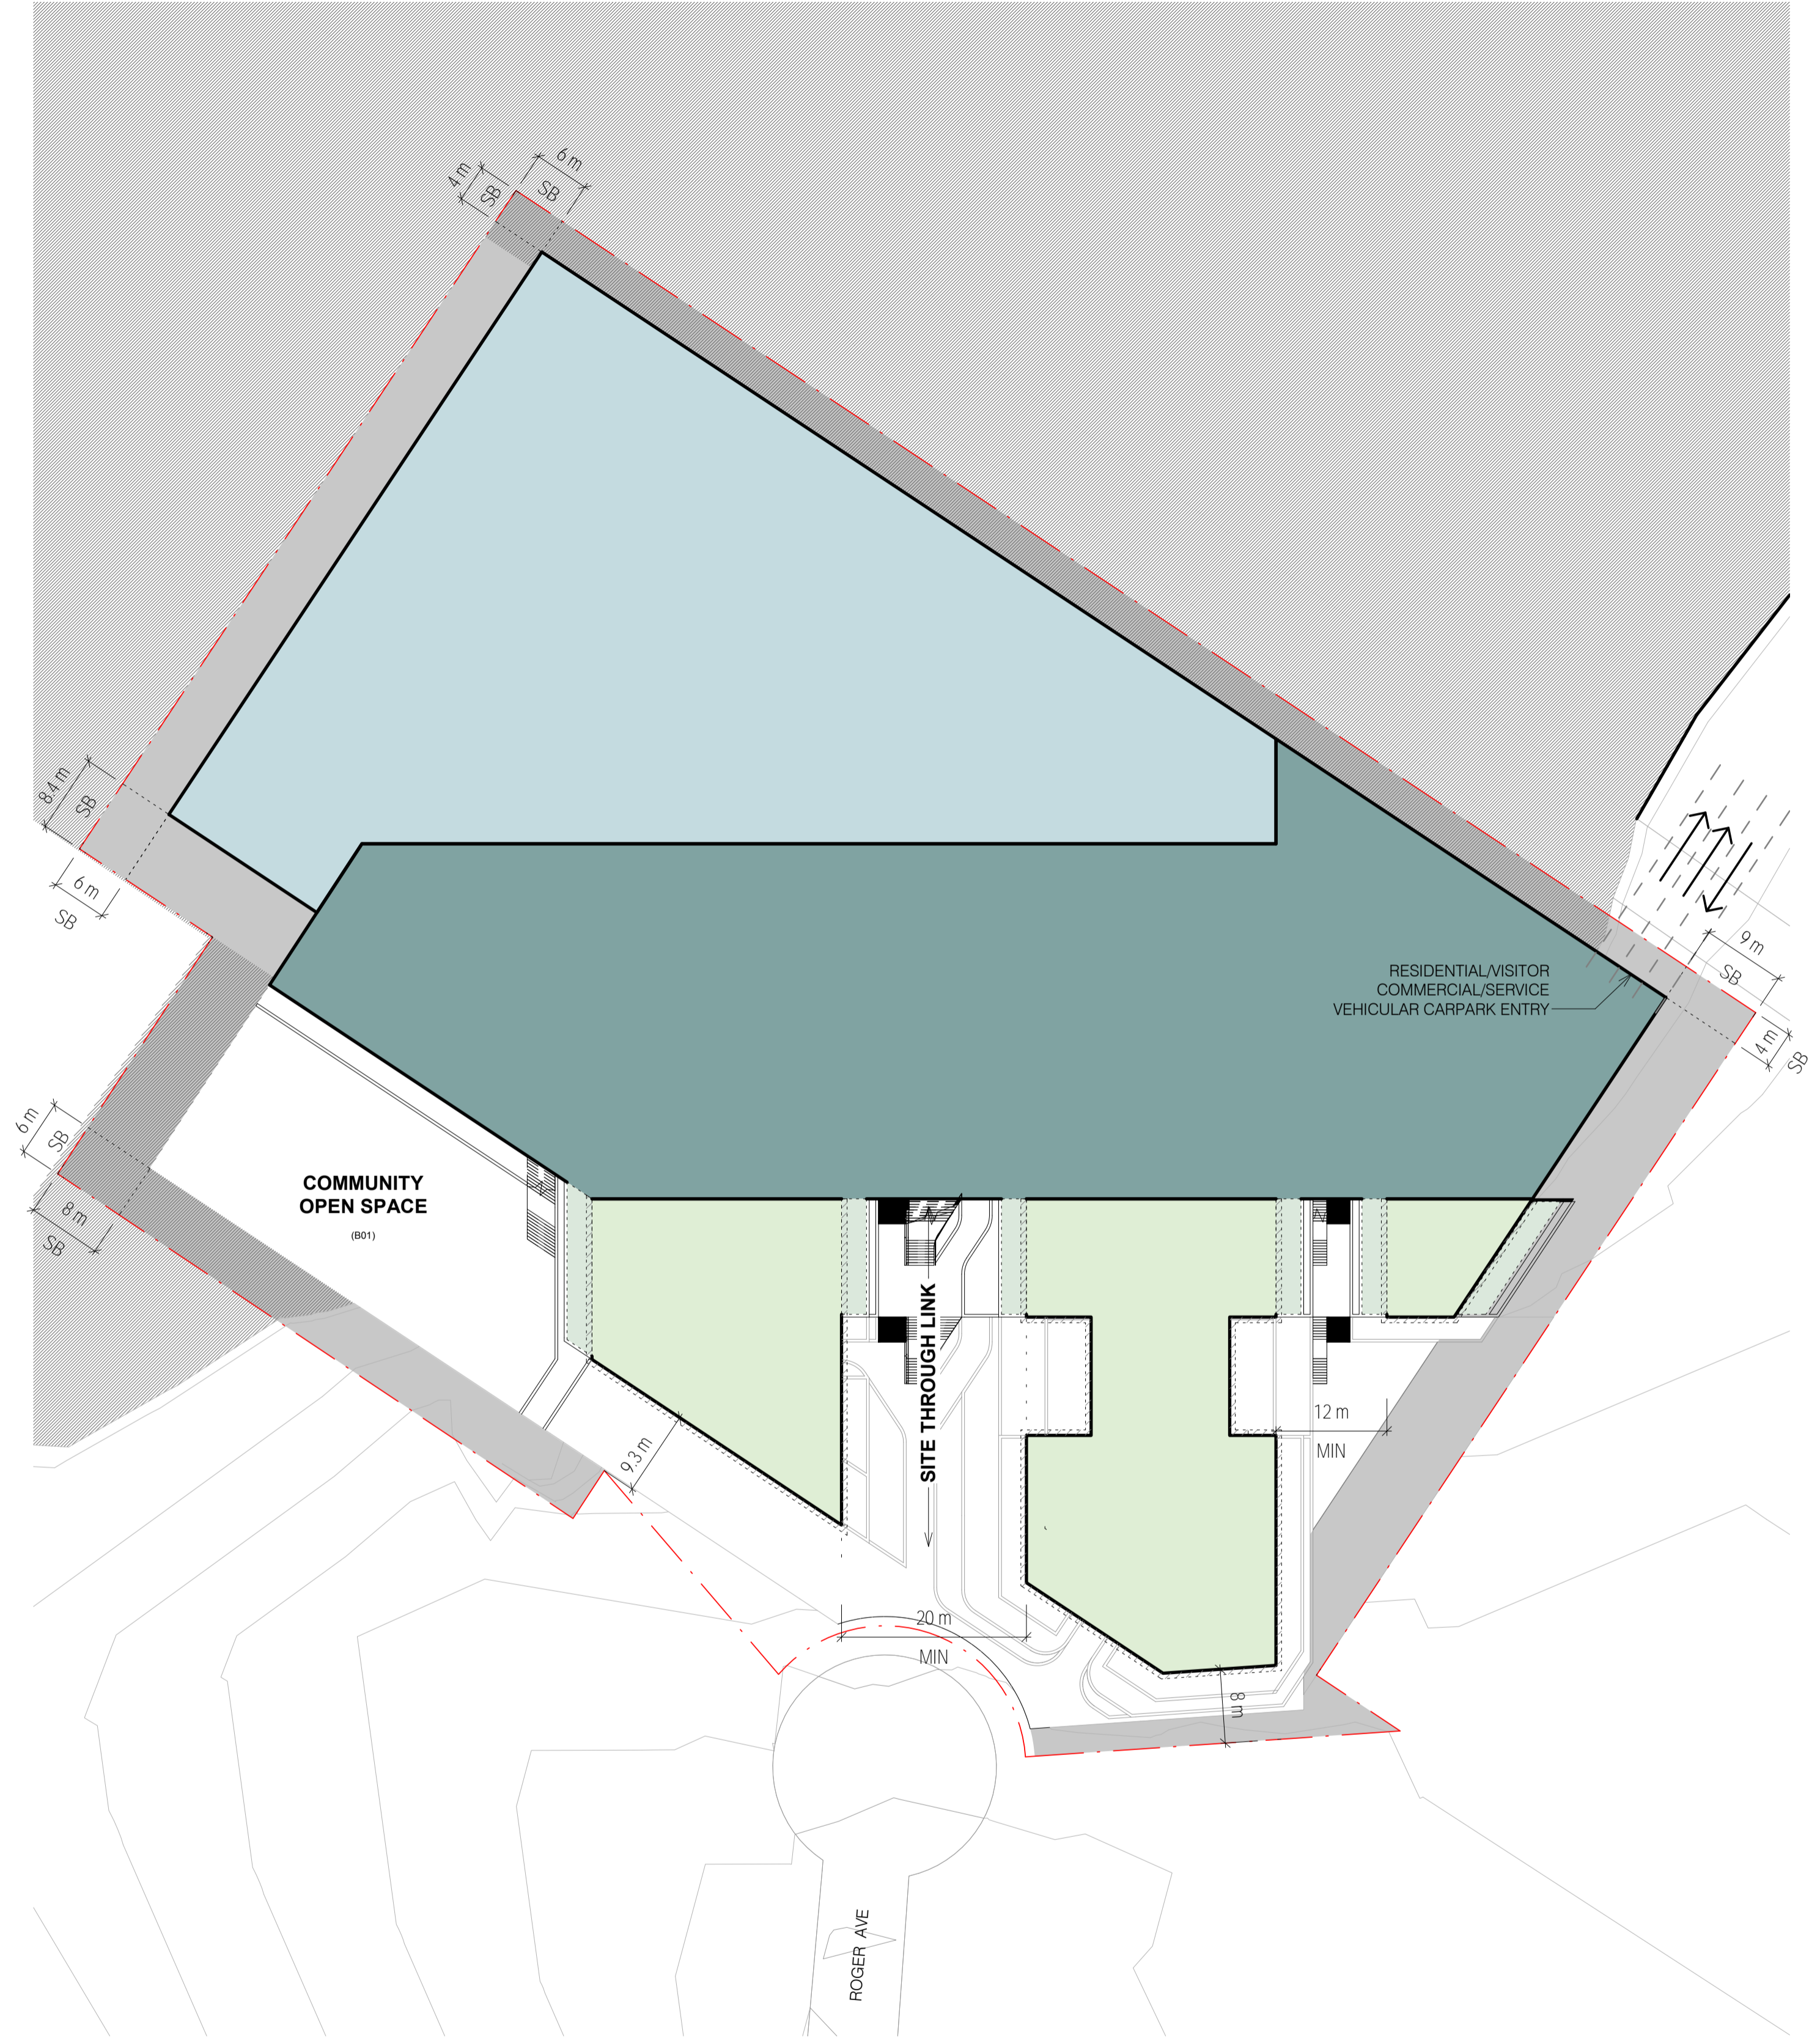 6 m
SB
4 m
SB
8.4 m
SB
6 m
SB
9 m
SB
4 m
SB
RESIDENTIAL/VISITOR
COMMERCIAL/SERVICE
VEHICULAR CARPARK ENTRY
6 m
SB
8 m
SB
COMMUNITY
OPEN SPACE
(B01)
N
N
N
SITE THROUGH LINK
12 m
MIN
9.3 m
20 m
MIN
8 m
ROGER AVE